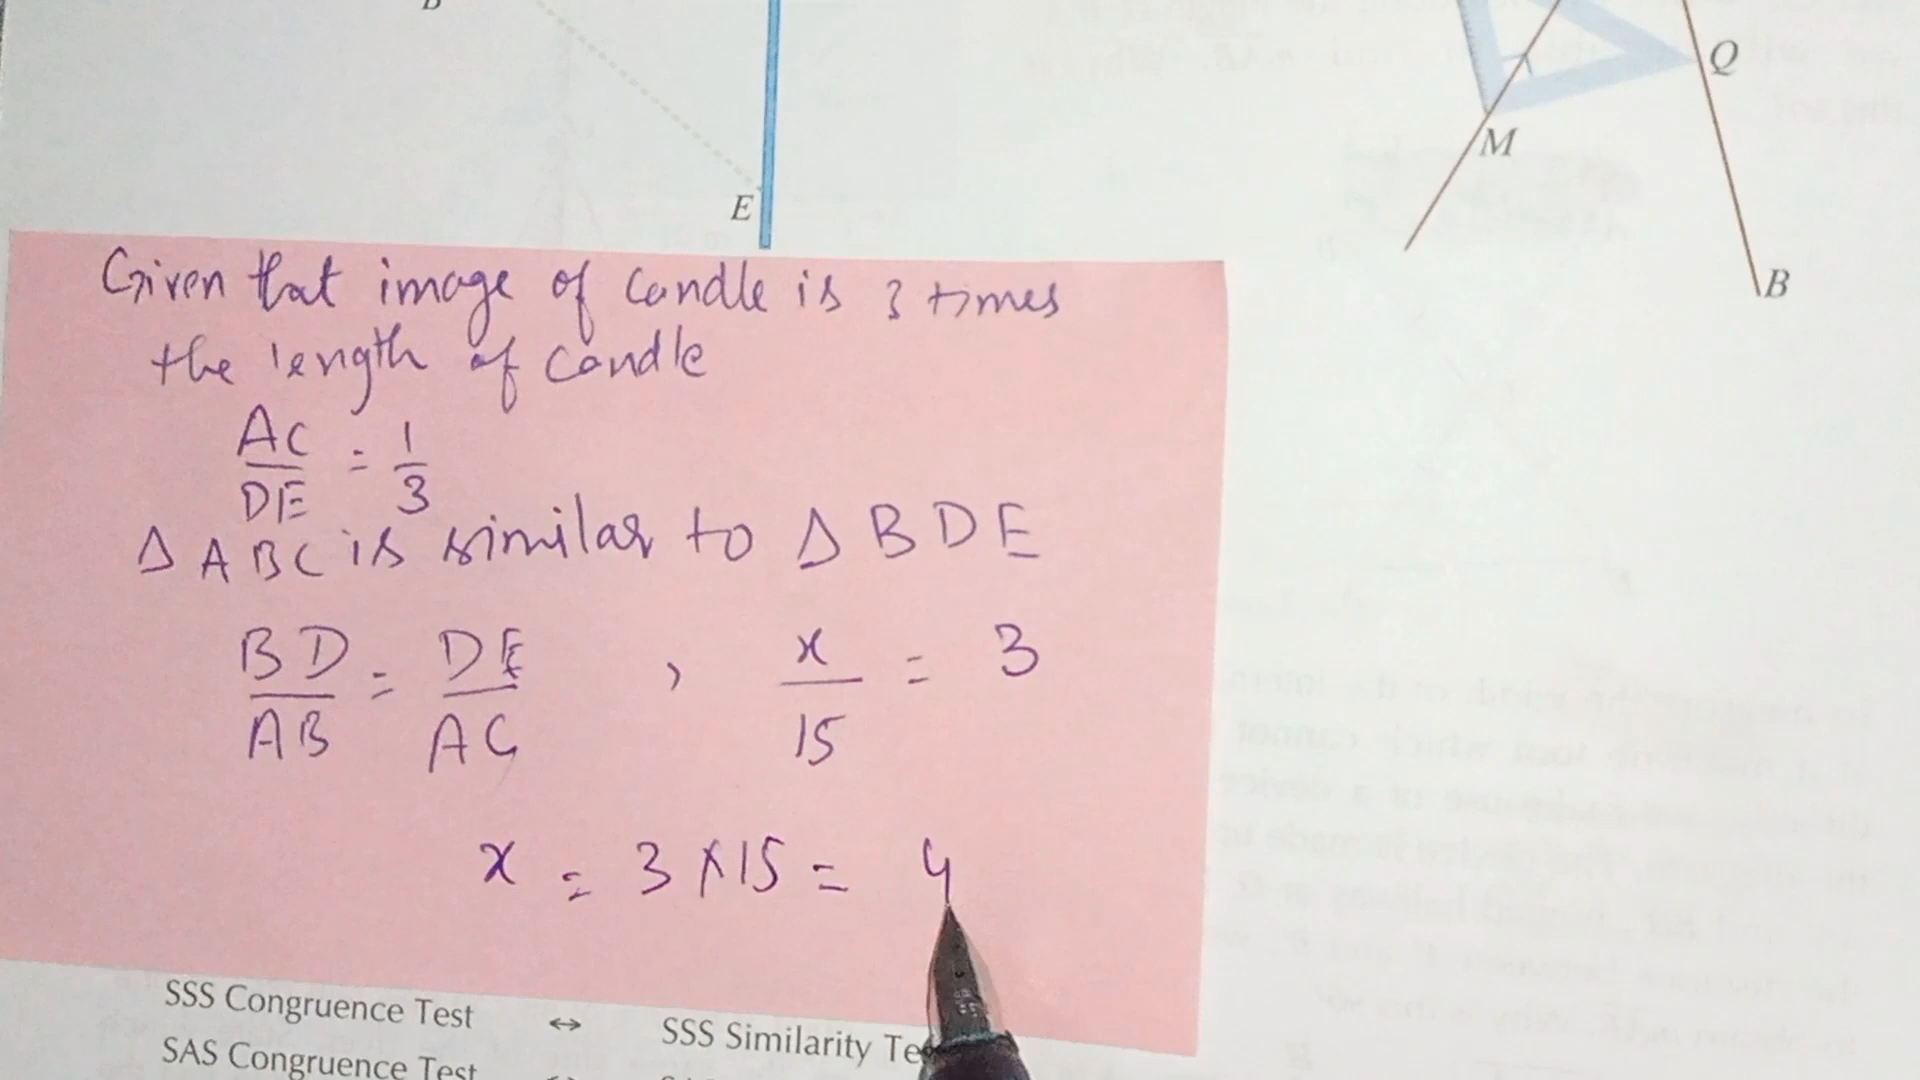 E
Q
M
B
Given that image of candle is 3 times
the length of candle
AC/DE = 1/3
Δ ABC is similar to Δ BDE
BD/AB = DE/AC , x/15 = 3
x = 3 × 15 = 4
SSS Congruence Test ↔ SSS Similarity Te
SAS Congruence Test